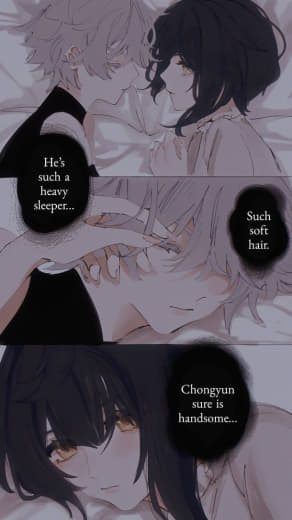 He's
such a
heavy
sleeper...
Such
soft
hair.
Chongyun
sure is
handsome...